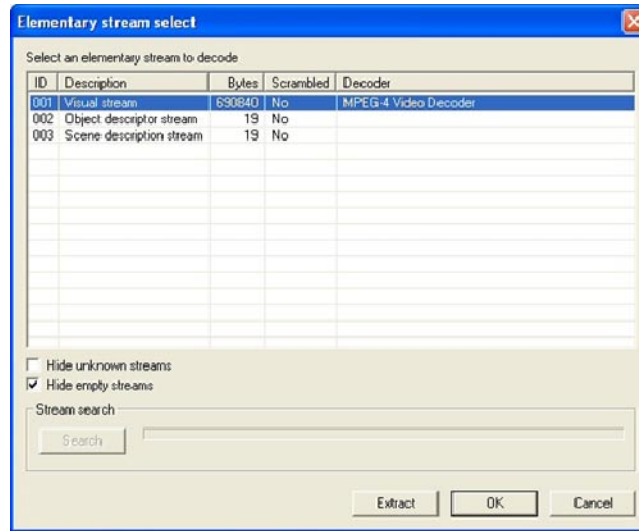 Elementary stream select
Select an elementary stream to decode
ID Description Bytes Scrambled Decoder
001 Visual stream 690840 No MPEG-4 Video Decoder
002 Object descriptor stream 19 No
003 Scene description stream 19 No
Hide unknown streams
Hide empty streams
Stream search
Search
Extract OK Cancel